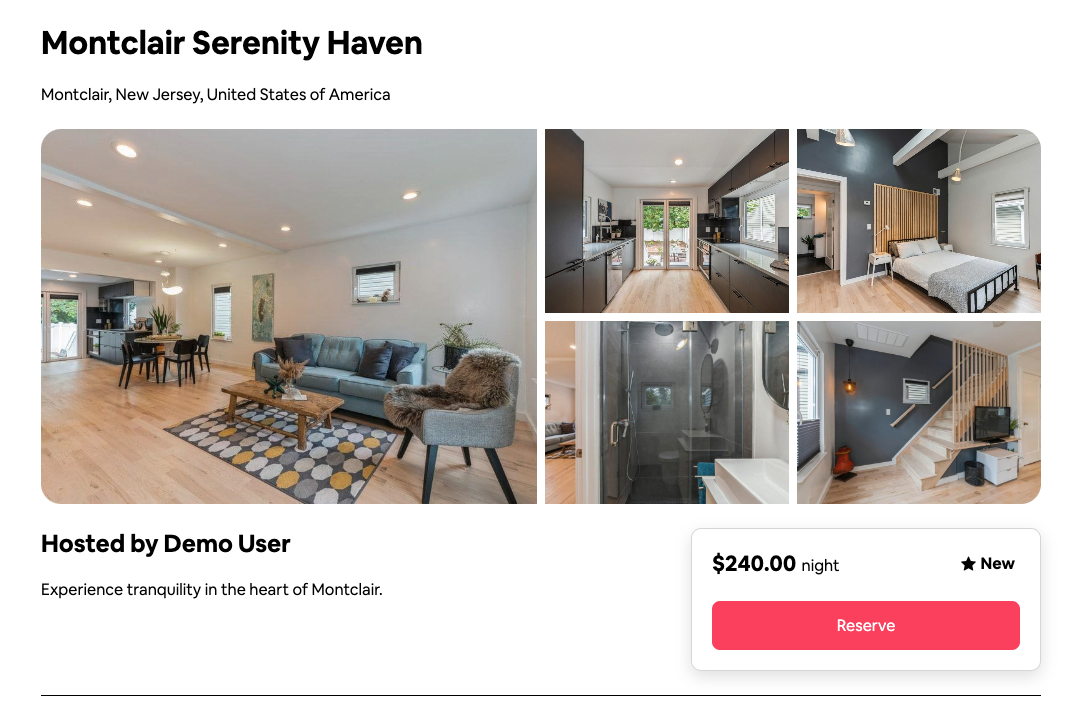 Montclair Serenity Haven
Montclair, New Jersey, United States of America
Hosted by Demo User
Experience tranquility in the heart of Montclair.
$240.00 night
★ New
Reserve